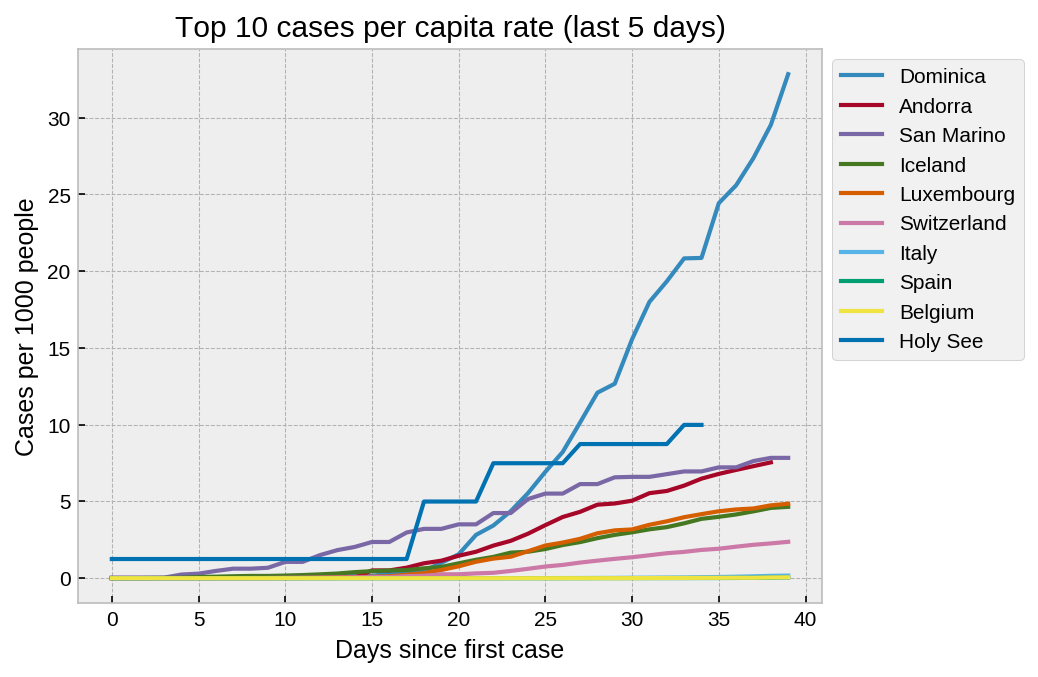 Top 10 cases per capita rate (last 5 days)
Cases per 1000 people
30
25
20
15
10
5
0
0 5 10 15 20 25 30 35 40
Days since first case
Dominica
Andorra
San Marino
Iceland
Luxembourg
Switzerland
Italy
Spain
Belgium
Holy See